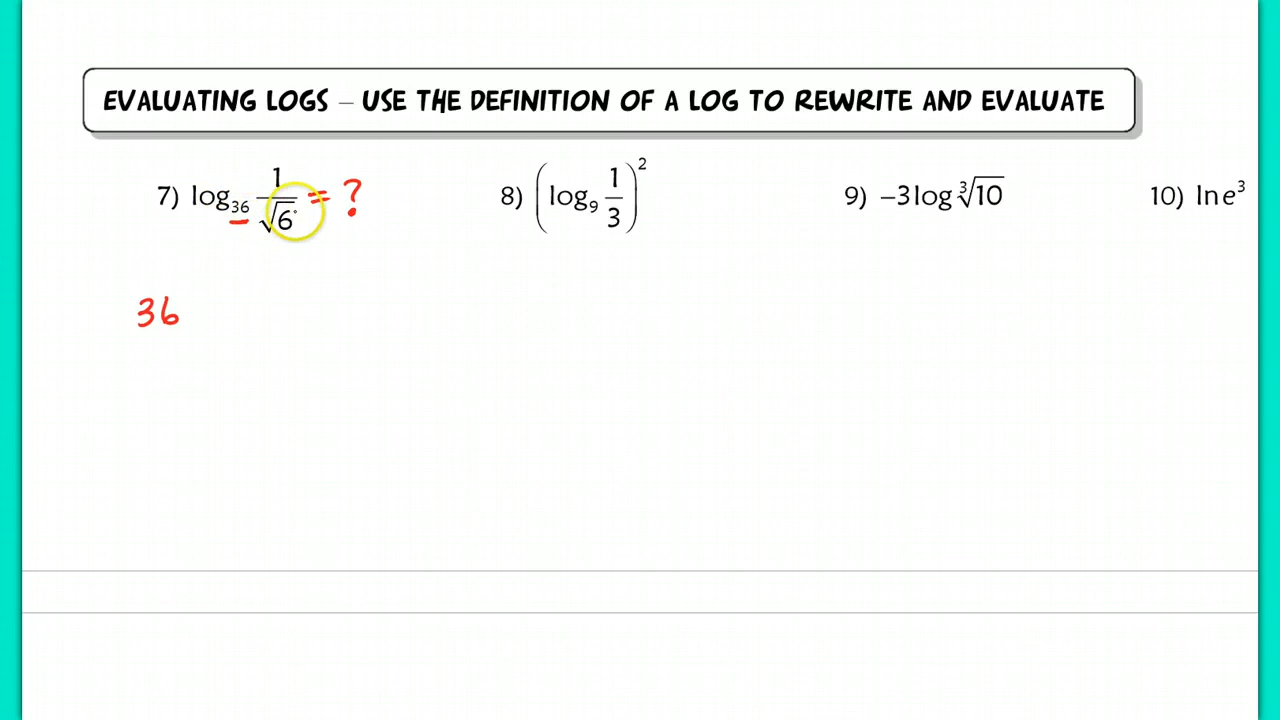 EVALUATING LOGS – USE THE DEFINITION OF A LOG TO REWRITE AND EVALUATE
7) log₃₆ 1/√6 = ?
8) (log₉ 1/3)²
9) −3log ∛10
10) ln e³
36